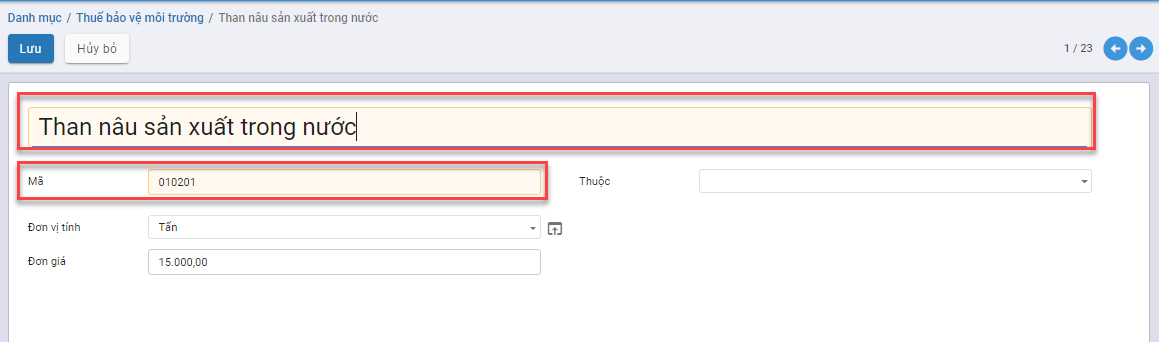 Danh mục / Thuế bảo vệ môi trường / Than nâu sản xuất trong nước
Lưu Hủy bỏ 1 / 23
Than nâu sản xuất trong nước
Mã 010201 Thuộc
Đơn vị tính Tấn
Đơn giá 15.000,00